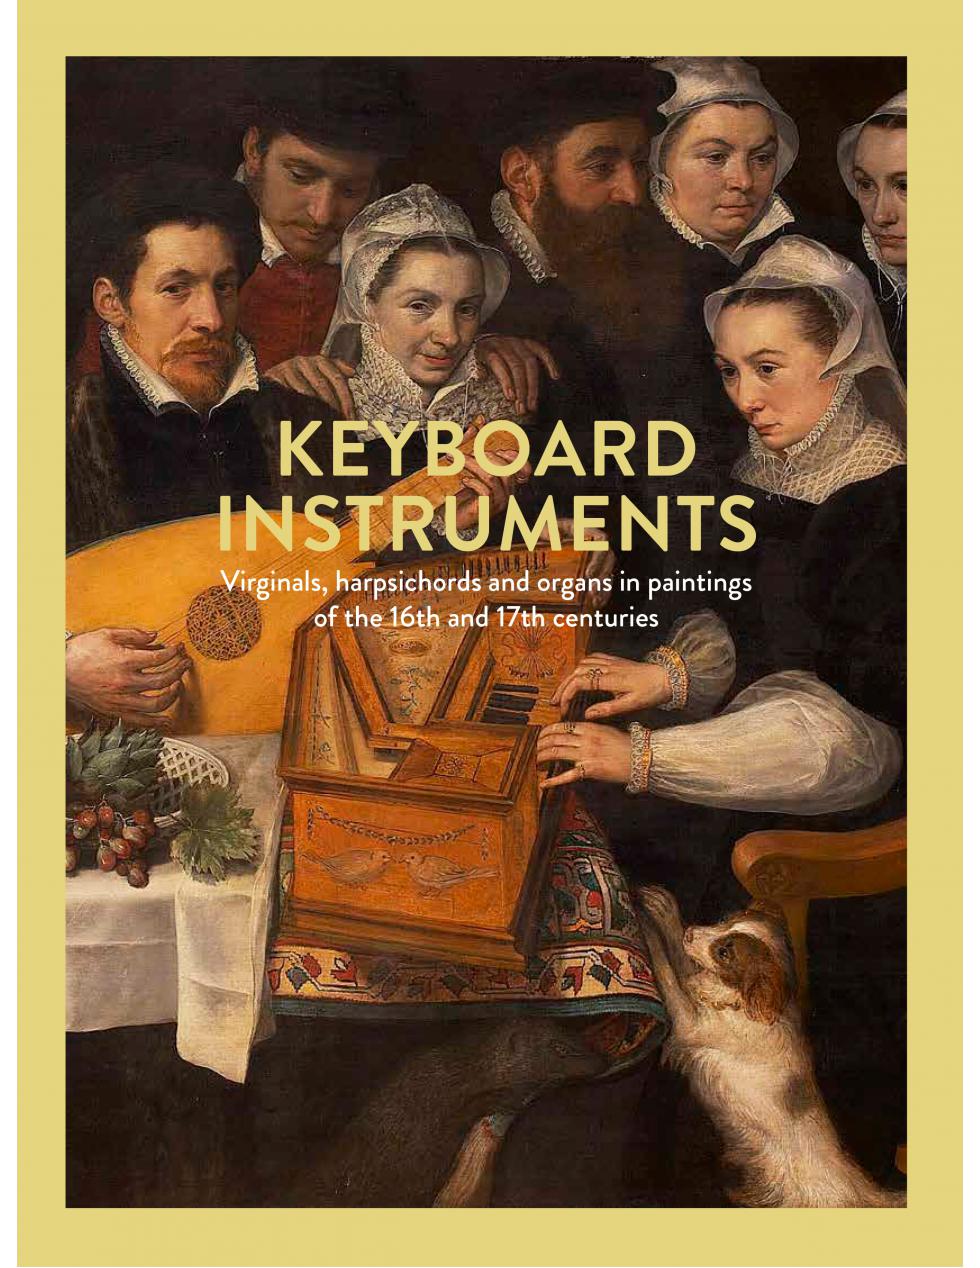 KEYBOARD
INSTRUMENTS
Virginals, harpsichords and organs in paintings
of the 16th and 17th centuries